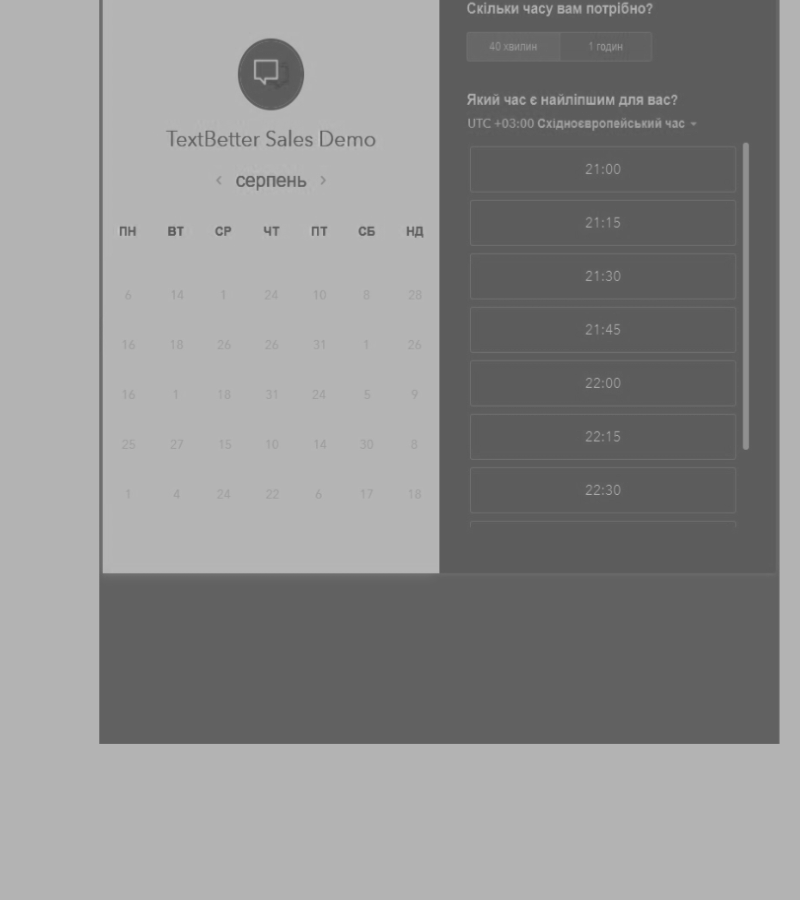 TextBetter Sales Demo
серпень
ПН ВТ СР ЧТ ПТ СБ НД
6 14 1 24 10 8 28
16 18 26 26 31 1 26
16 1 18 31 24 5 9
25 27 15 10 14 30 8
1 4 24 22 6 17 18
Скільки часу вам потрібно?
40 хвилин 1 годин
Який час є найліпшим для вас?
UTC +03:00 Східноєвропейський час
21:00
21:15
21:30
21:45
22:00
22:15
22:30